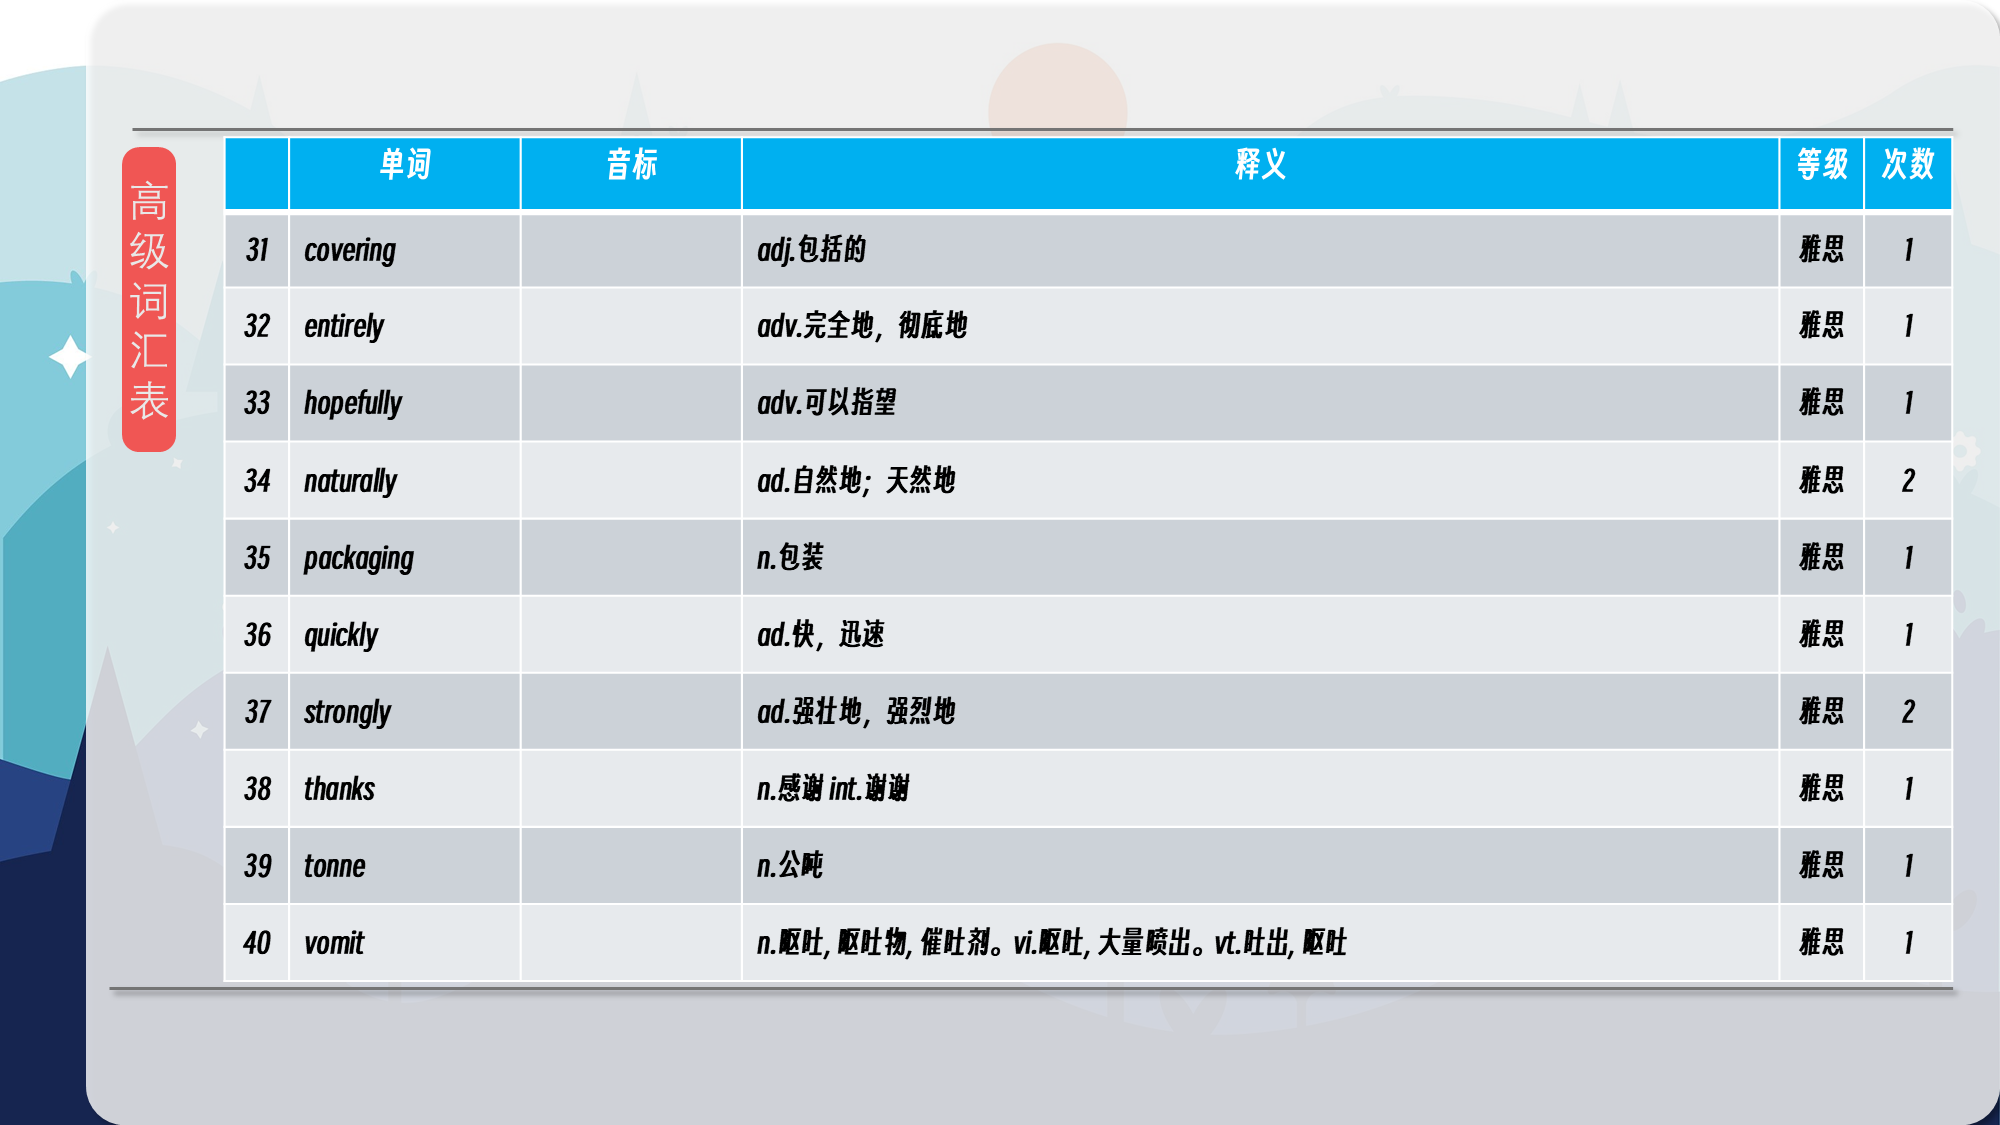 高级词汇表
单词 音标 释义 等级 次数
31 covering adj.包括的 雅思 1
32 entirely adv.完全地，彻底地 雅思 1
33 hopefully adv.可以指望 雅思 1
34 naturally ad.自然地；天然地 雅思 2
35 packaging n.包装 雅思 1
36 quickly ad.快，迅速 雅思 1
37 strongly ad.强壮地，强烈地 雅思 2
38 thanks n.感谢 int.谢谢 雅思 1
39 tonne n.公吨 雅思 1
40 vomit n.呕吐, 呕吐物, 催吐剂。vi.呕吐, 大量喷出。vt.吐出, 呕吐 雅思 1